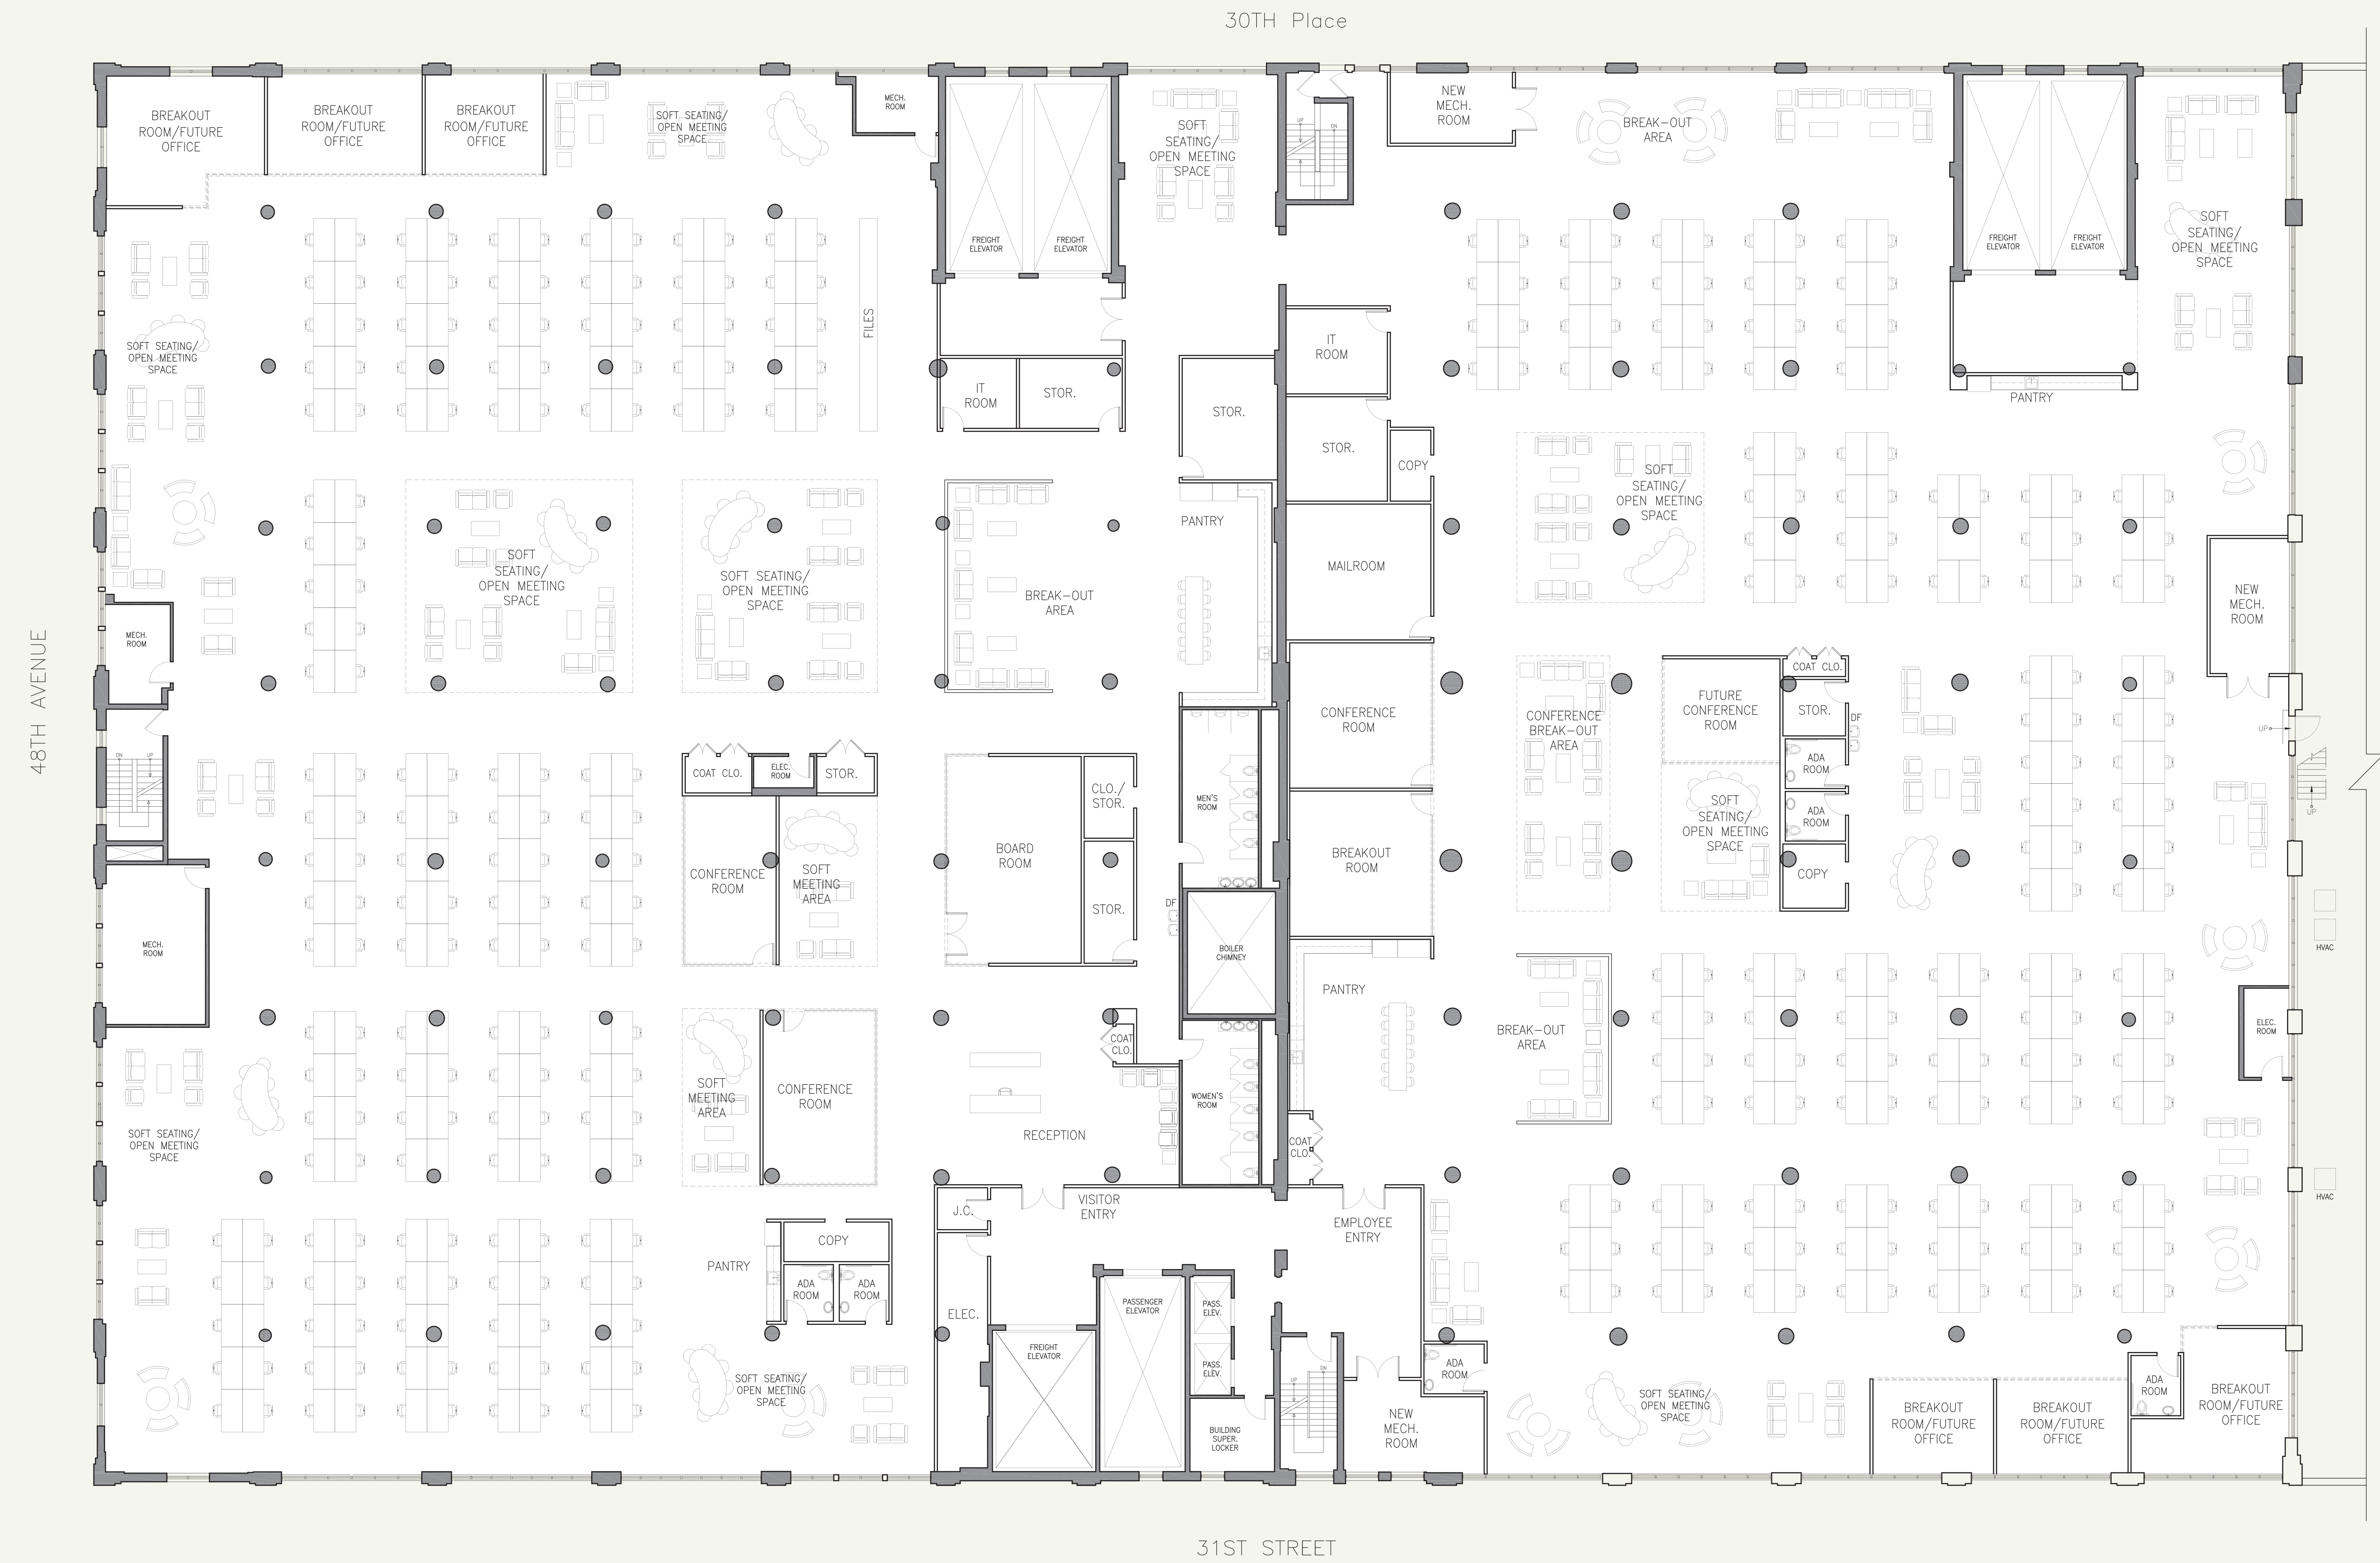 30TH Place
BREAKOUT
ROOM/FUTURE
OFFICE
BREAKOUT
ROOM/FUTURE
OFFICE
BREAKOUT
ROOM/FUTURE
OFFICE
SOFT SEATING/
OPEN MEETING
SPACE
MECH.
ROOM
FREIGHT
ELEVATOR
FREIGHT
ELEVATOR
SOFT
SEATING/
OPEN MEETING
SPACE
UP
DN
NEW
MECH.
ROOM
BREAK-OUT
AREA
FREIGHT
ELEVATOR
FREIGHT
ELEVATOR
SOFT
SEATING/
OPEN MEETING
SPACE
SOFT SEATING/
OPEN MEETING
SPACE
FILES
IT
ROOM
STOR.
STOR.
IT
ROOM
STOR.
COPY
PANTRY
SOFT
SEATING/
OPEN MEETING
SPACE
SOFT
SEATING/
OPEN MEETING
SPACE
SOFT SEATING/
OPEN MEETING
SPACE
BREAK-OUT
AREA
PANTRY
MAILROOM
NEW
MECH.
ROOM
48TH AVENUE
MECH.
ROOM
CONFERENCE
ROOM
CONFERENCE
BREAK-OUT
AREA
FUTURE
CONFERENCE
ROOM
COAT CLO.
STOR.
DF
UP
UP
DN
UP
COAT CLO.
ELEC.
ROOM
STOR.
CLO./
STOR.
MEN'S
ROOM
ADA
ROOM
ADA
ROOM
SOFT
SEATING/
OPEN MEETING
SPACE
CONFERENCE
ROOM
SOFT
MEETING
AREA
BOARD
ROOM
STOR.
DF
BREAKOUT
ROOM
COPY
MECH.
ROOM
BOILER
CHIMNEY
HVAC
PANTRY
BREAK-OUT
AREA
ELEC.
ROOM
SOFT
MEETING
AREA
CONFERENCE
ROOM
COAT
CLO.
WOMEN'S
ROOM
RECEPTION
COAT
CLO.
SOFT SEATING/
OPEN MEETING
SPACE
HVAC
J.C.
VISITOR
ENTRY
EMPLOYEE
ENTRY
PANTRY
COPY
ADA
ROOM
ADA
ROOM
ELEC.
FREIGHT
ELEVATOR
PASSENGER
ELEVATOR
PASS.
ELEV.
PASS.
ELEV.
UP
DN
BUILDING
SUPER.
LOCKER
ADA
ROOM
NEW
MECH.
ROOM
SOFT SEATING/
OPEN MEETING
SPACE
SOFT SEATING/
OPEN MEETING
SPACE
BREAKOUT
ROOM/FUTURE
OFFICE
BREAKOUT
ROOM/FUTURE
OFFICE
ADA
ROOM
BREAKOUT
ROOM/FUTURE
OFFICE
31ST STREET